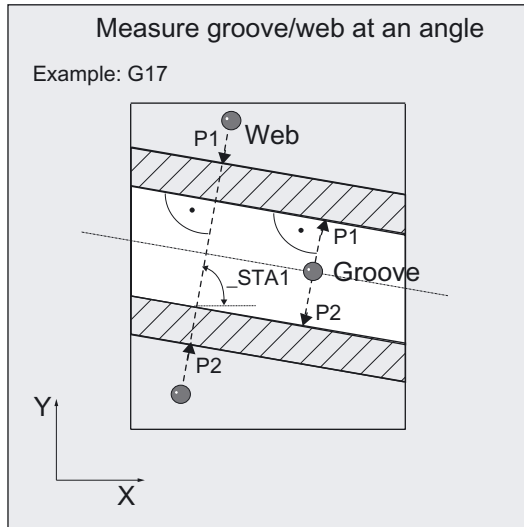 Measure groove/web at an angle
Example: G17
Web
P1
P1
Groove
_STA1
P2
P2
Y
X